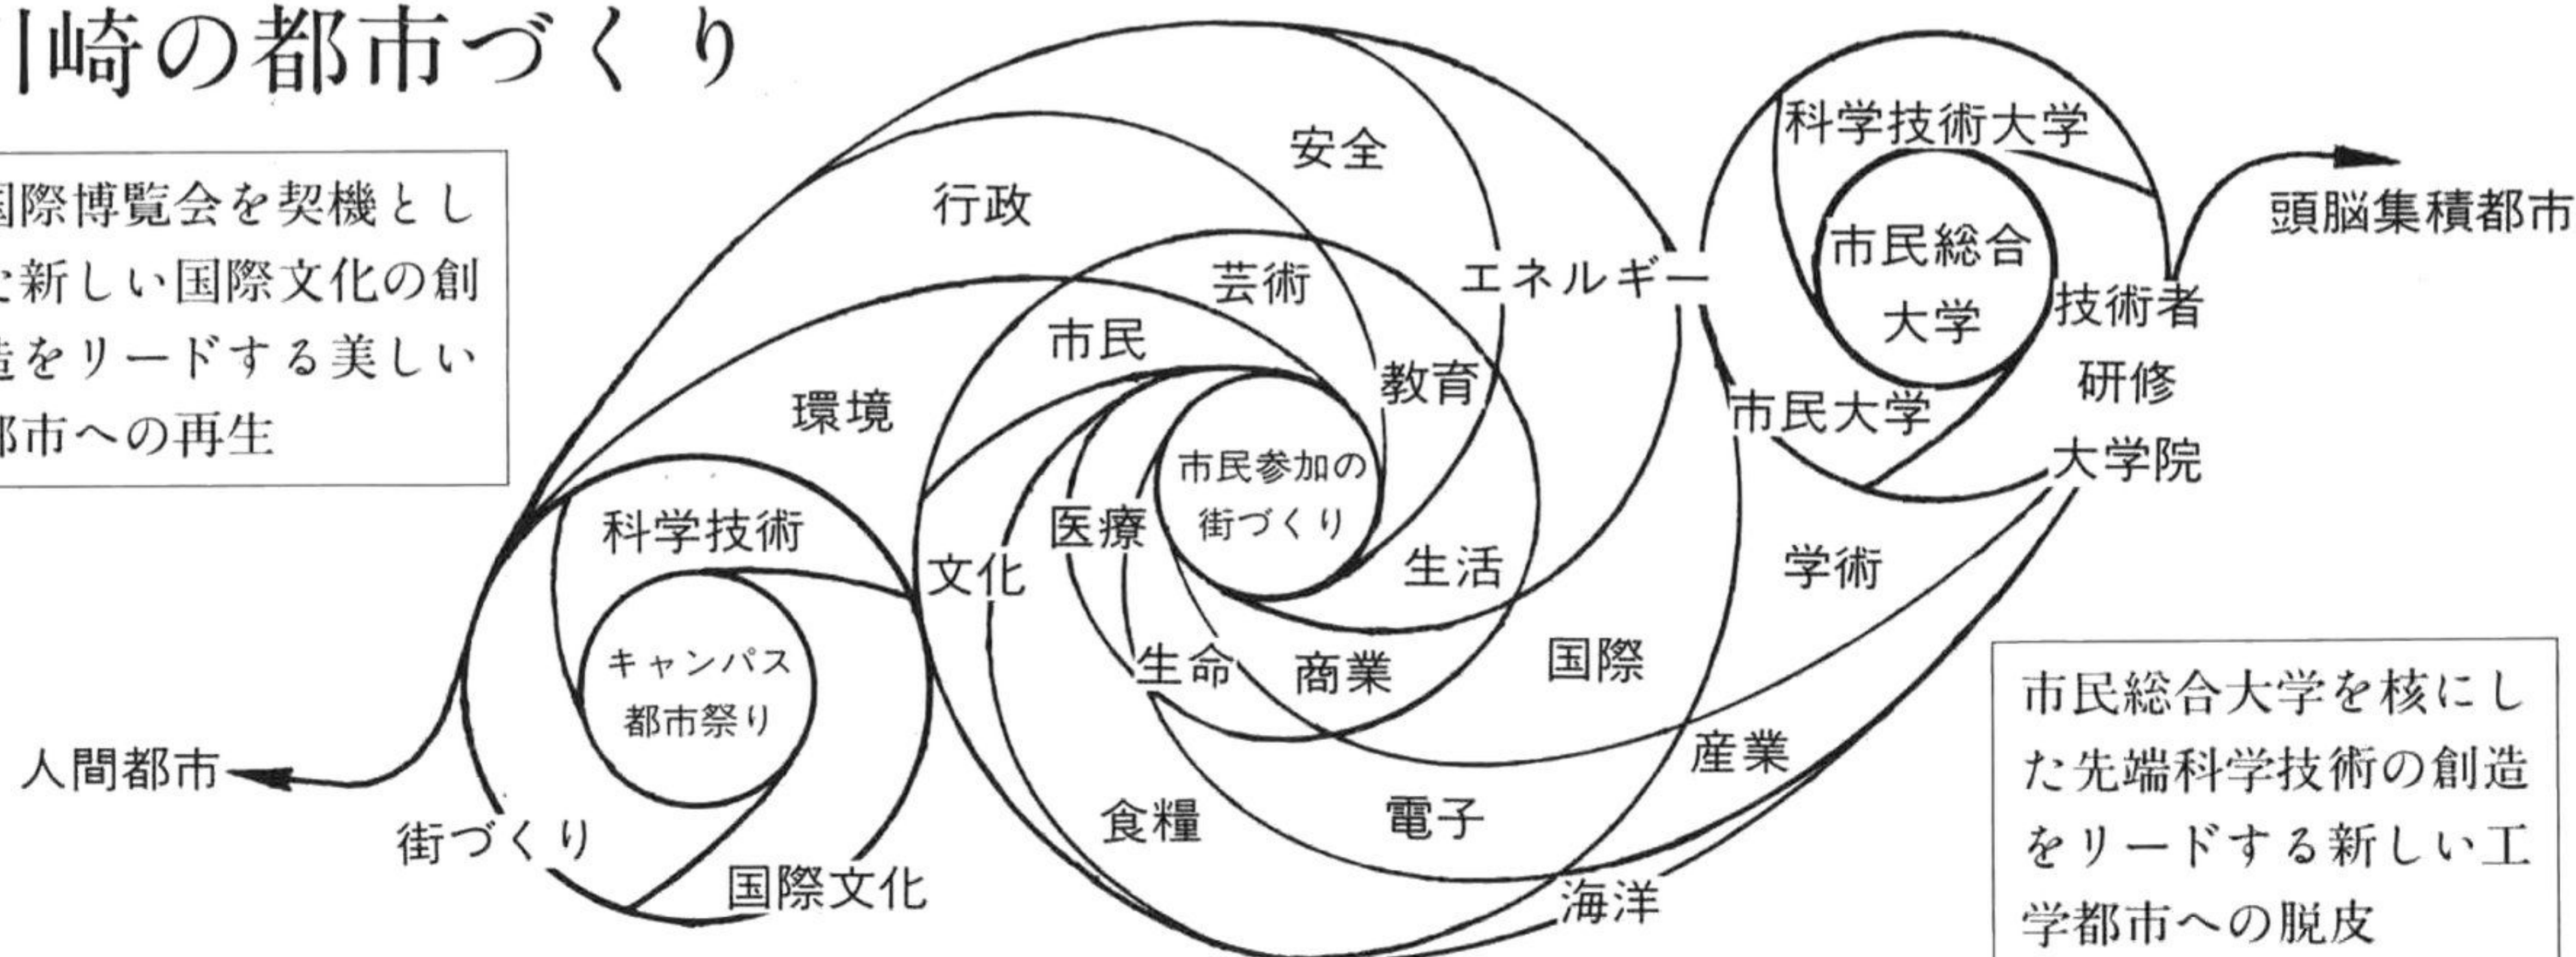 川崎の都市づくり
国際博覧会を契機とし
た新しい国際文化の創
造をリードする美しい
都市への再生
安全
行政
芸術
市民
環境
エネルギー
教育
市民参加の
街づくり
医療
文化
生活
生命
商業
国際
学術
産業
食糧
電子
海洋
科学技術大学
市民総合
大学
技術者
研修
大学院
市民大学
頭脳集積都市
科学技術
キャンパス
都市祭り
人間都市
街づくり
国際文化
市民総合大学を核にし
た先端科学技術の創造
をリードする新しい工
学都市への脱皮